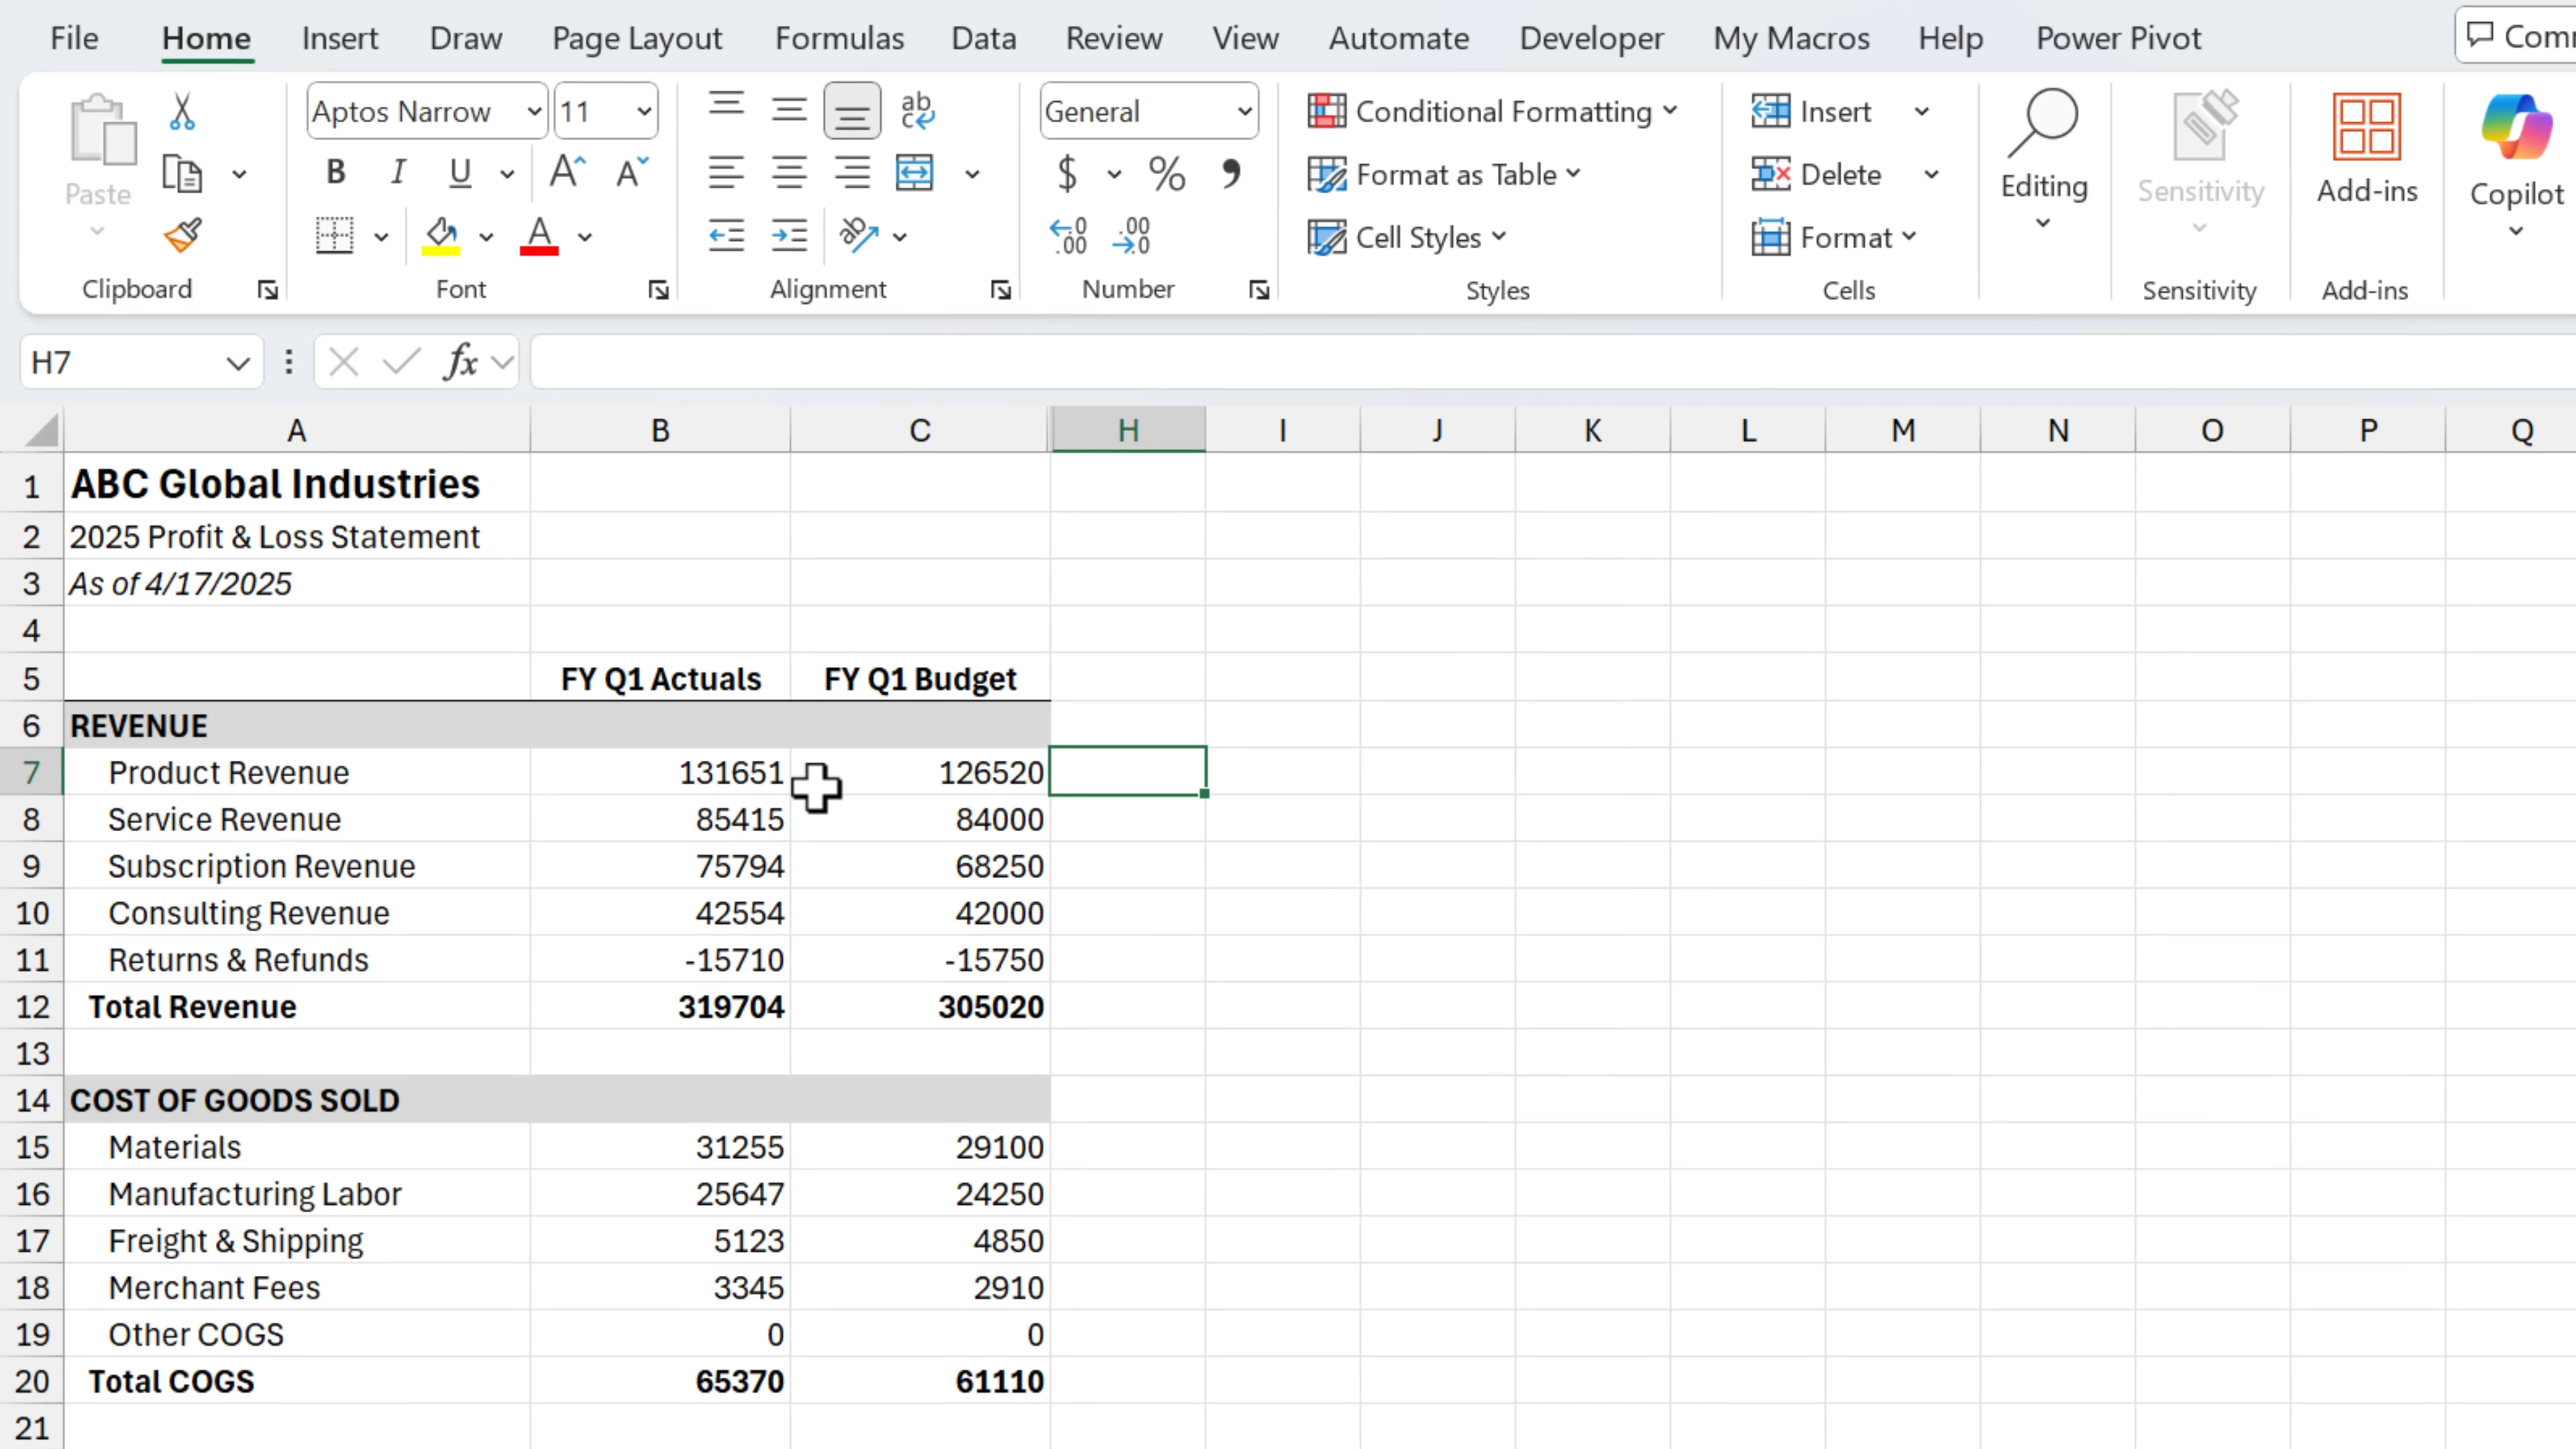 File Home Insert Draw Page Layout Formulas Data Review View Automate Developer My Macros Help Power Pivot
Aptos Narrow 11 General Conditional Formatting Insert
Paste B I U A A $ % Format as Table Delete Editing Sensitivity Add-ins Copilot
A ab Cell Styles Format
Clipboard Font Alignment Number Styles Cells Sensitivity Add-ins
H7 fx
A B C H I J K L M N O P Q
1 ABC Global Industries
2 2025 Profit & Loss Statement
3 As of 4/17/2025
4
5 FY Q1 Actuals FY Q1 Budget
6 REVENUE
7 Product Revenue 131651 126520
8 Service Revenue 85415 84000
9 Subscription Revenue 75794 68250
10 Consulting Revenue 42554 42000
11 Returns & Refunds -15710 -15750
12 Total Revenue 319704 305020
13
14 COST OF GOODS SOLD
15 Materials 31255 29100
16 Manufacturing Labor 25647 24250
17 Freight & Shipping 5123 4850
18 Merchant Fees 3345 2910
19 Other COGS 0 0
20 Total COGS 65370 61110
21